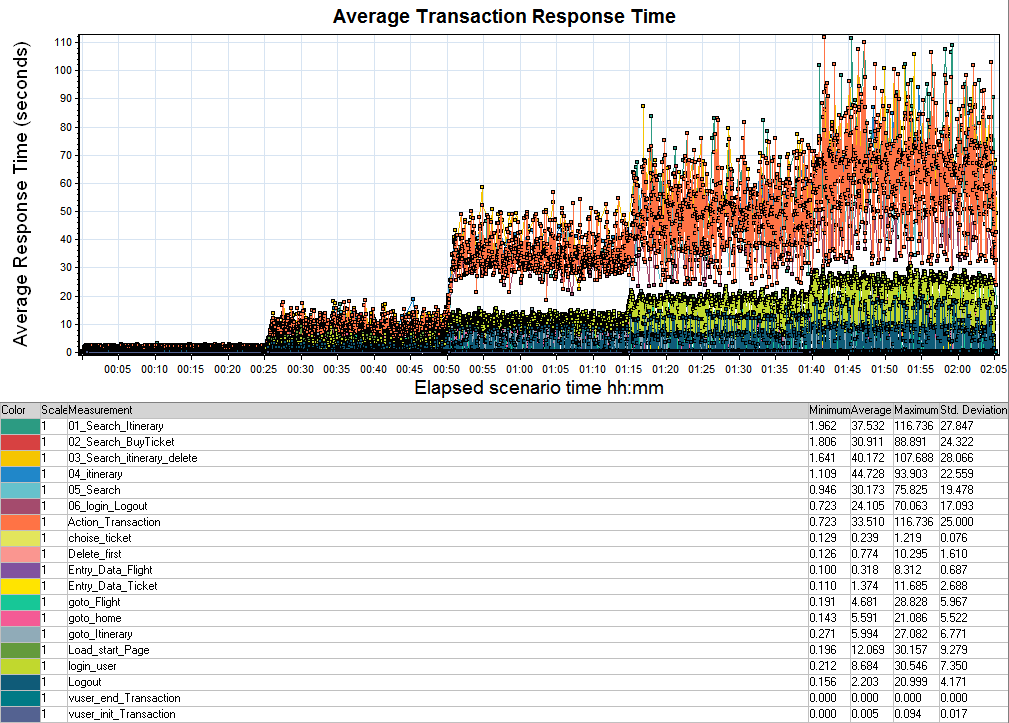 Average Transaction Response Time
Average Response Time (seconds)
110
100
90
80
70
60
50
40
30
20
10
0
00:05 00:10 00:15 00:20 00:25 00:30 00:35 00:40 00:45 00:50 00:55 01:00 01:05 01:10 01:15 01:20 01:25 01:30 01:35 01:40 01:45 01:50 01:55 02:00 02:05
Elapsed scenario time hh:mm
Color Scale Measurement Minimum Average Maximum Std. Deviation
1 01_Search_Itinerary 1.962 37.532 116.736 27.847
1 02_Search_BuyTicket 1.806 30.911 88.891 24.322
1 03_Search_itinerary_delete 1.641 40.172 107.688 28.066
1 04_itinerary 1.109 44.728 93.903 22.559
1 05_Search 0.946 30.173 75.825 19.478
1 06_login_Logout 0.723 24.105 70.063 17.093
1 Action_Transaction 0.723 33.510 116.736 25.000
1 choise_ticket 0.129 0.239 1.219 0.076
1 Delete_first 0.126 0.774 10.295 1.610
1 Entry_Data_Flight 0.100 0.318 8.312 0.687
1 Entry_Data_Ticket 0.110 1.374 11.685 2.688
1 goto_Flight 0.191 4.681 28.828 5.967
1 goto_home 0.143 5.591 21.086 5.522
1 goto_Itinerary 0.271 5.994 27.082 6.771
1 Load_start_Page 0.196 12.069 30.157 9.279
1 login_user 0.212 8.684 30.546 7.350
1 Logout 0.156 2.203 20.999 4.171
1 vuser_end_Transaction 0.000 0.000 0.000 0.000
1 vuser_init_Transaction 0.000 0.005 0.094 0.017